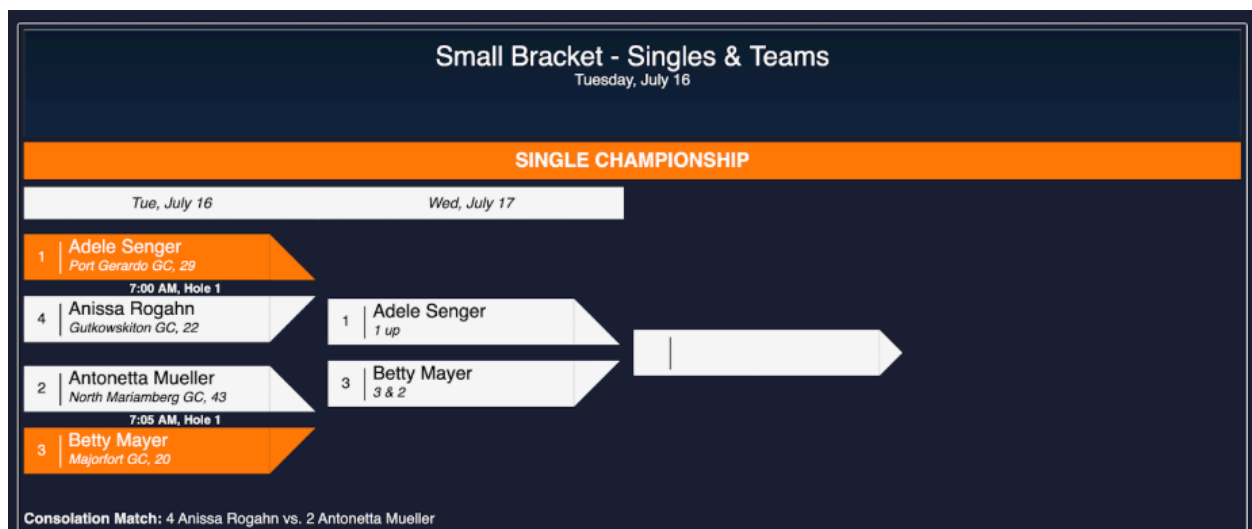 Small Bracket - Singles & Teams
Tuesday, July 16
SINGLE CHAMPIONSHIP
Tue, July 16
Wed, July 17
1
Adele Senger
Port Gerardo GC, 29
7:00 AM, Hole 1
4
Anissa Rogahn
Gutkowskiton GC, 22
2
Antonetta Mueller
North Mariamberg GC, 43
7:05 AM, Hole 1
3
Betty Mayer
Majorfort GC, 20
1
Adele Senger
1 up
3
Betty Mayer
3 & 2
Consolation Match: 4 Anissa Rogahn vs. 2 Antonetta Mueller